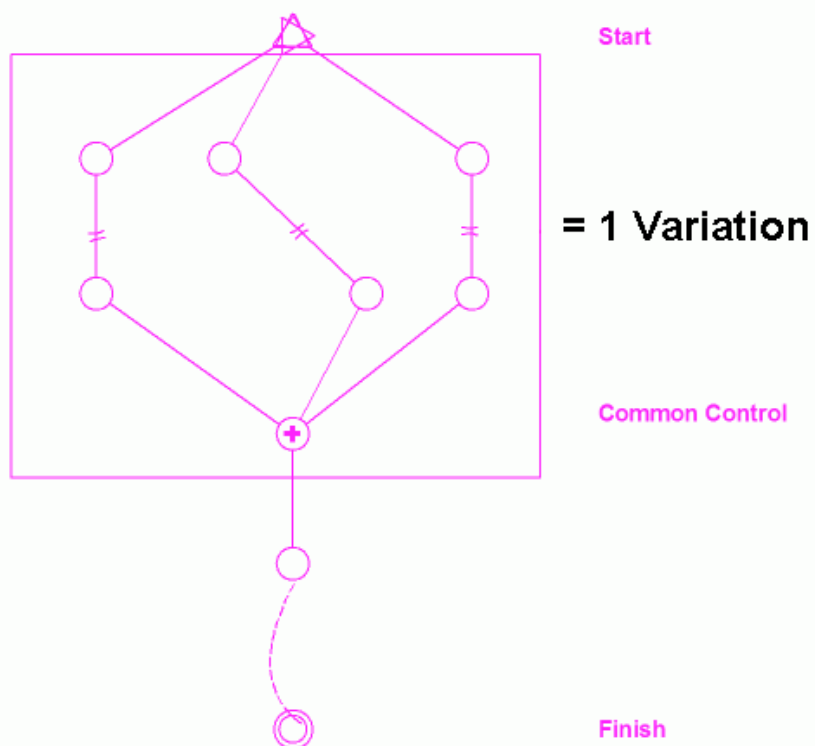 Start
= 1 Variation
Common Control
Finish